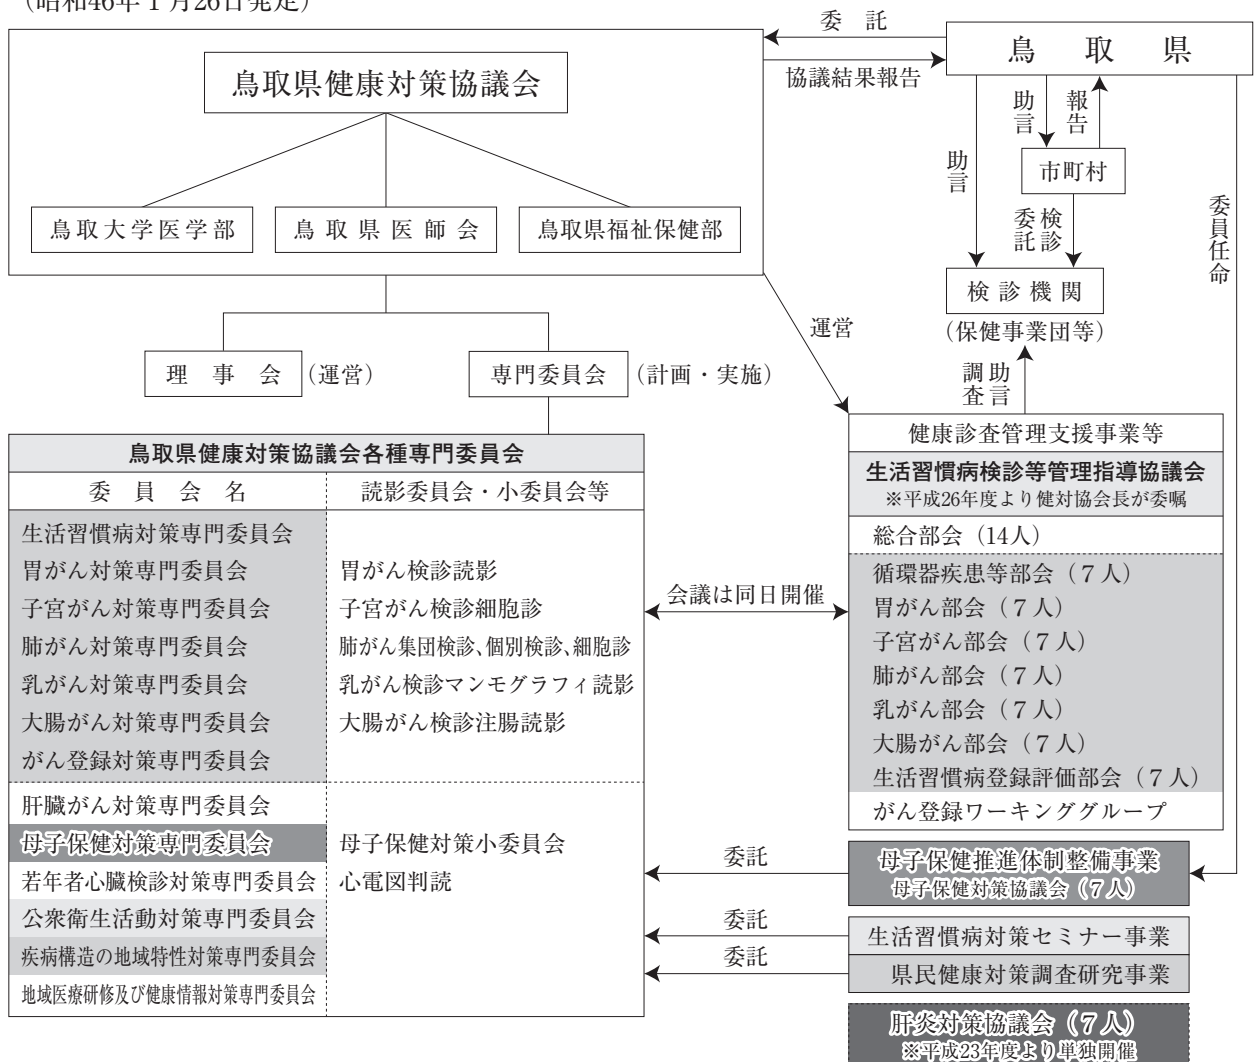 （昭和46年１月26日発足）
委　託
鳥　取　県
協議結果報告
鳥取県健康対策協議会
鳥取大学医学部
鳥取県医師会
鳥取県福祉保健部
助言
報告
助言
市町村
検診
委託
委員任命
検診機関
（保健事業団等）
運営
助言
調査
理　事　会
（運営）
専門委員会
（計画・実施）
鳥取県健康対策協議会各種専門委員会
委　員　会　名
読影委員会・小委員会等
生活習慣病対策専門委員会
胃がん対策専門委員会
胃がん検診読影
子宮がん対策専門委員会
子宮がん検診細胞診
肺がん対策専門委員会
肺がん集団検診、個別検診、細胞診
乳がん対策専門委員会
乳がん検診マンモグラフィ読影
大腸がん対策専門委員会
大腸がん検診注腸読影
がん登録対策専門委員会
肝臓がん対策専門委員会
母子保健対策専門委員会
母子保健対策小委員会
若年者心臓検診対策専門委員会
心電図判読
公衆衛生活動対策専門委員会
疾病構造の地域特性対策専門委員会
地域医療研修及び健康情報対策専門委員会
会議は同日開催
健康診査管理支援事業等
生活習慣病検診等管理指導協議会
※平成26年度より健対協会長が委嘱
総合部会（14人）
循環器疾患等部会（７人）
胃がん部会（７人）
子宮がん部会（７人）
肺がん部会（７人）
乳がん部会（７人）
大腸がん部会（７人）
生活習慣病登録評価部会（７人）
がん登録ワーキンググループ
委託
母子保健推進体制整備事業
母子保健対策協議会（７人）
委託
生活習慣病対策セミナー事業
委託
県民健康対策調査研究事業
肝炎対策協議会（７人）
※平成23年度より単独開催